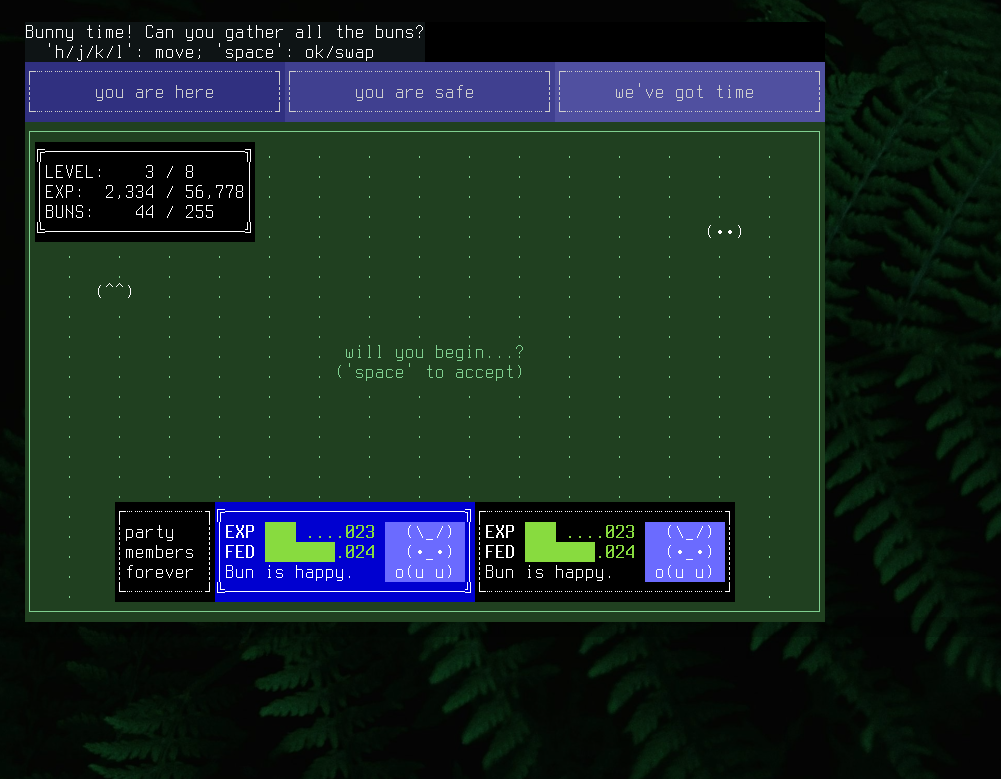 Bunny time! Can you gather all the buns?
'h/j/k/l': move; 'space': ok/swap
you are here
you are safe
we've got time
LEVEL: 3 / 8
EXP: 2,334 / 56,778
BUNS: 44 / 255
(••)
(^^)
will you begin...?
('space' to accept)
party
members
forever
EXP ....023 (\_/)
FED .024 (•_•)
Bun is happy. o(u u)
EXP ....023 (\_/)
FED .024 (•_•)
Bun is happy. o(u u)